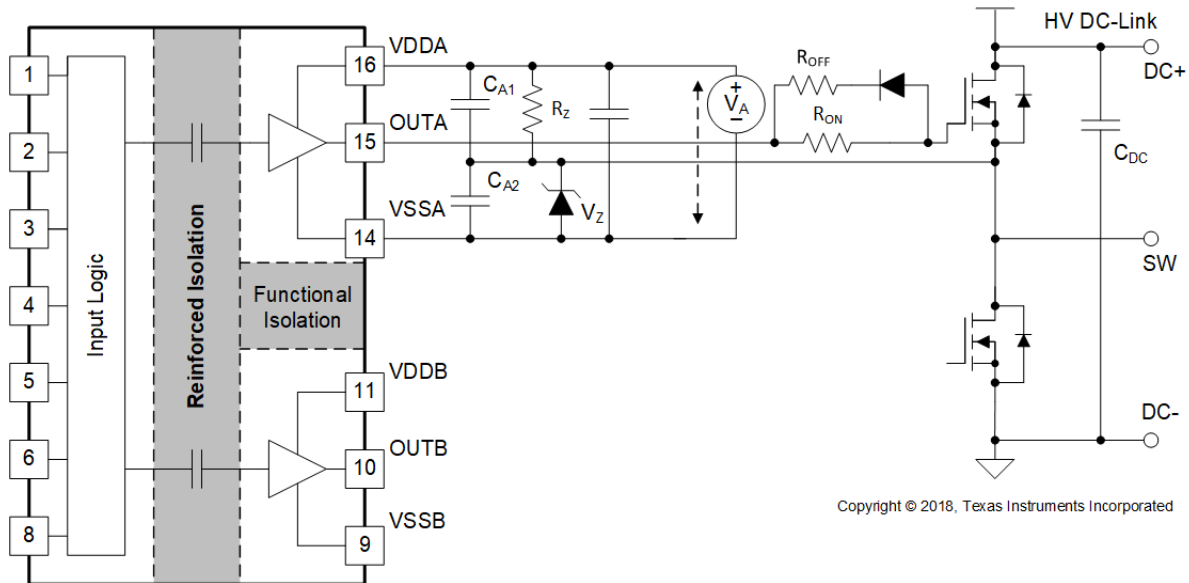 HV DC-Link
DC+
1
2
3
4
5
6
8
Input Logic
Reinforced Isolation
Functional
Isolation
VDDA
16
OUTA
15
VSSA
14
VDDB
11
OUTB
10
VSSB
9
CA1
RZ
CA2
VZ
+
VA
−
ROFF
RON
CDC
SW
DC-
Copyright © 2018, Texas Instruments Incorporated